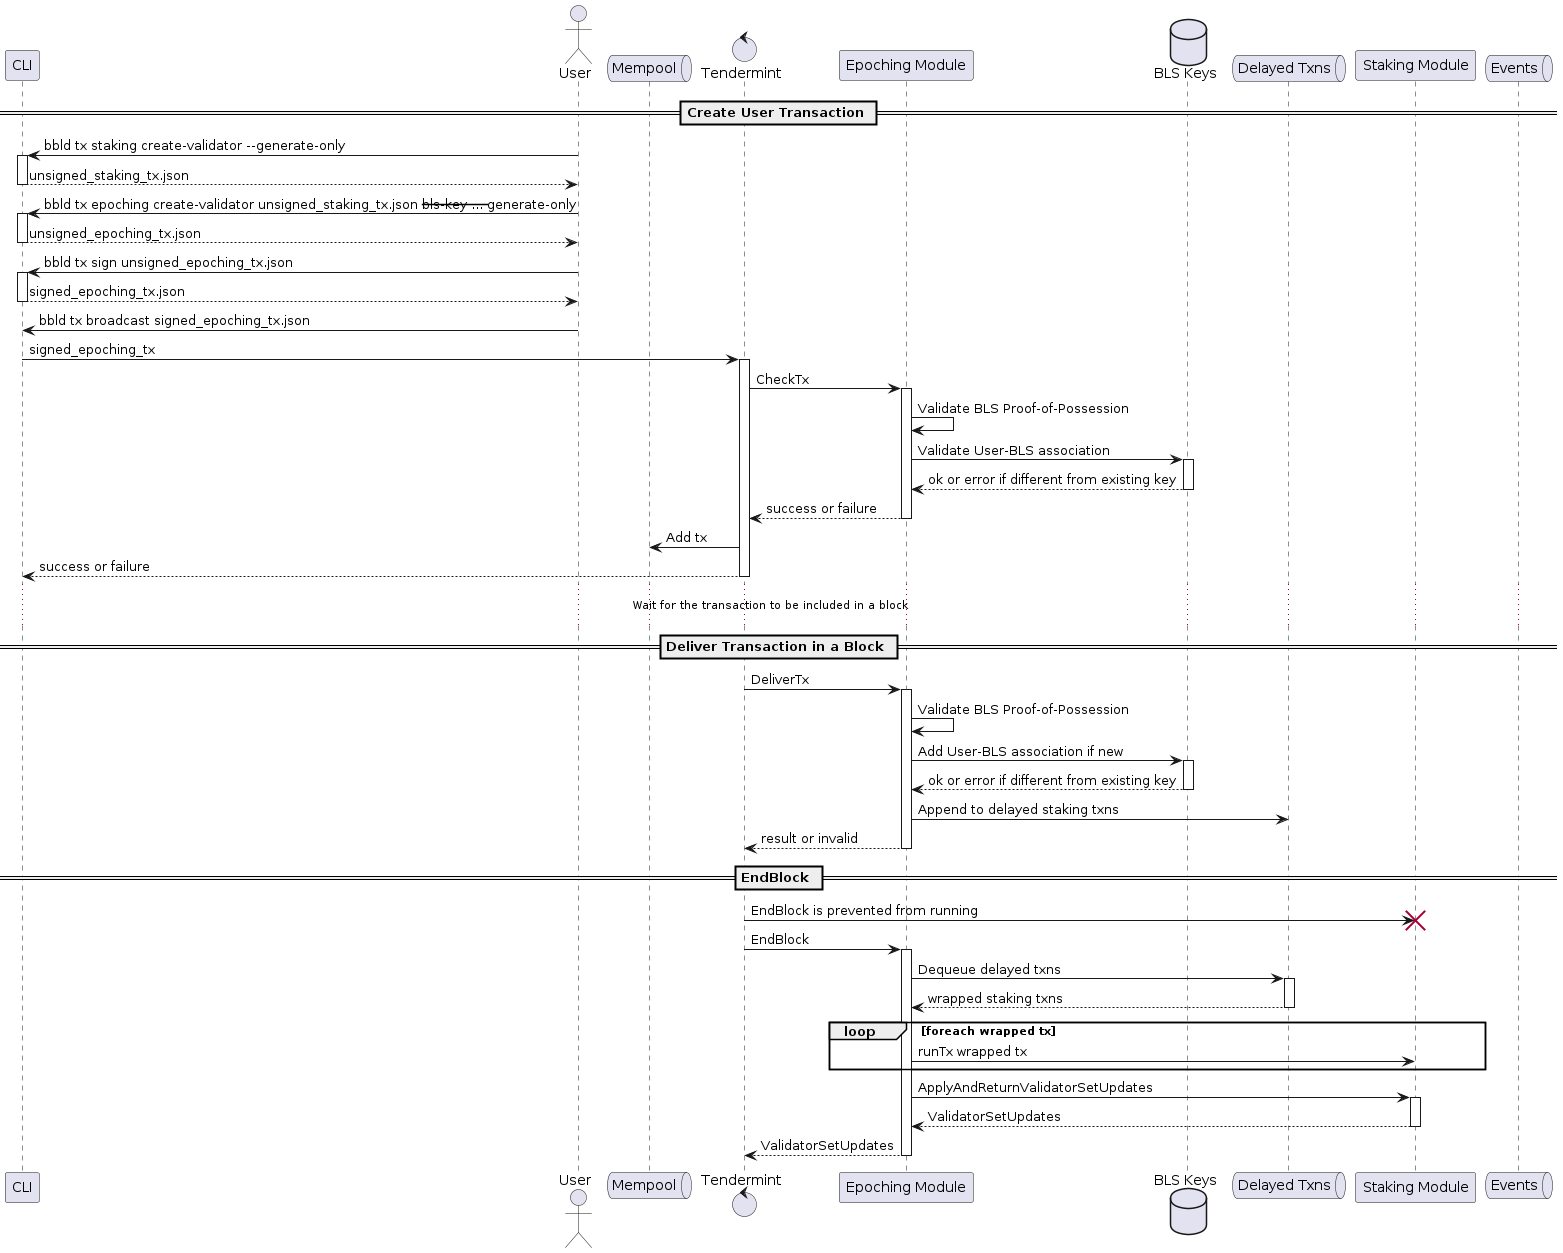 CLI
User
Mempool
Tendermint
Epoching Module
BLS Keys
Delayed Txns
Staking Module
Events
Create User Transaction
bbld tx staking create-validator --generate-only
unsigned_staking_tx.json
bbld tx epoching create-validator unsigned_staking_tx.json bls-key ... generate-only
unsigned_epoching_tx.json
bbld tx sign unsigned_epoching_tx.json
signed_epoching_tx.json
bbld tx broadcast signed_epoching_tx.json
signed_epoching_tx
CheckTx
Validate BLS Proof-of-Possession
Validate User-BLS association
ok or error if different from existing key
success or failure
Add tx
success or failure
Wait for the transaction to be included in a block
Deliver Transaction in a Block
DeliverTx
Validate BLS Proof-of-Possession
Add User-BLS association if new
ok or error if different from existing key
Append to delayed staking txns
result or invalid
EndBlock
EndBlock is prevented from running
EndBlock
Dequeue delayed txns
wrapped staking txns
loop [foreach wrapped tx]
runTx wrapped tx
ApplyAndReturnValidatorSetUpdates
ValidatorSetUpdates
ValidatorSetUpdates
CLI
User
Mempool
Tendermint
Epoching Module
BLS Keys
Delayed Txns
Staking Module
Events